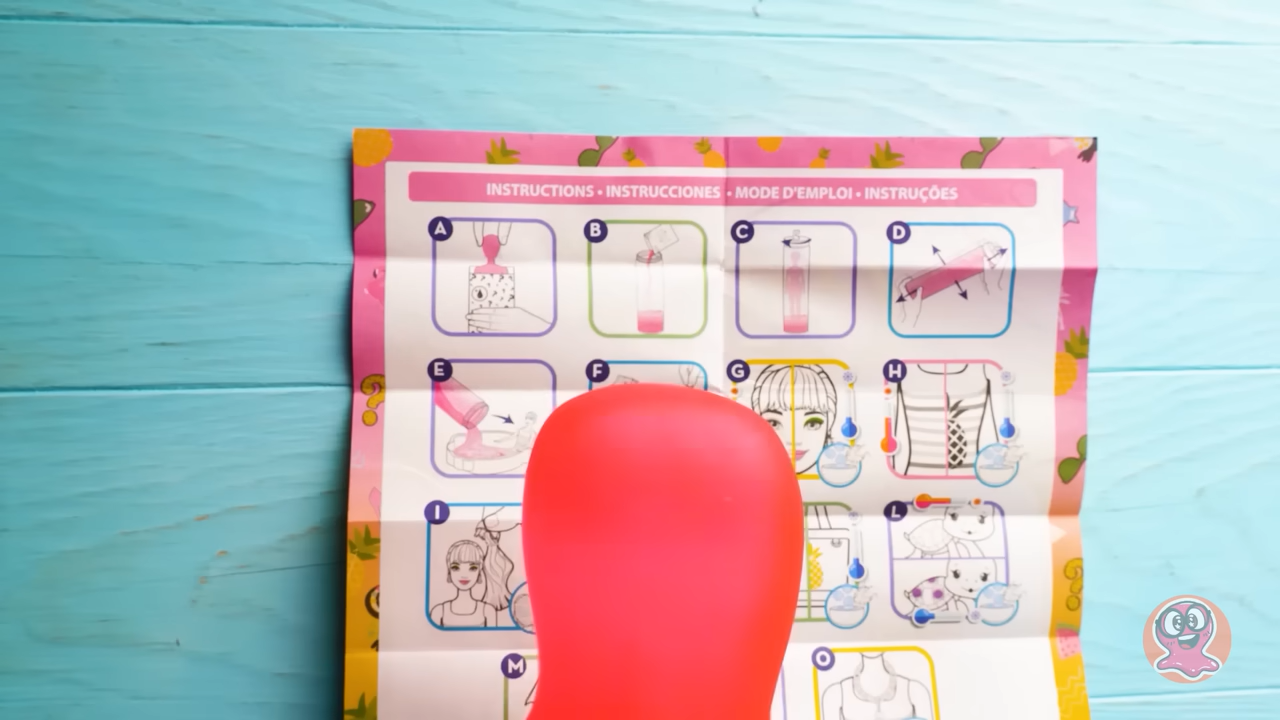 INSTRUCTIONS • INSTRUCCIONES • MODE D'EMPLOI • INSTRUÇÕES
A B C D
E F G H
I L
M O